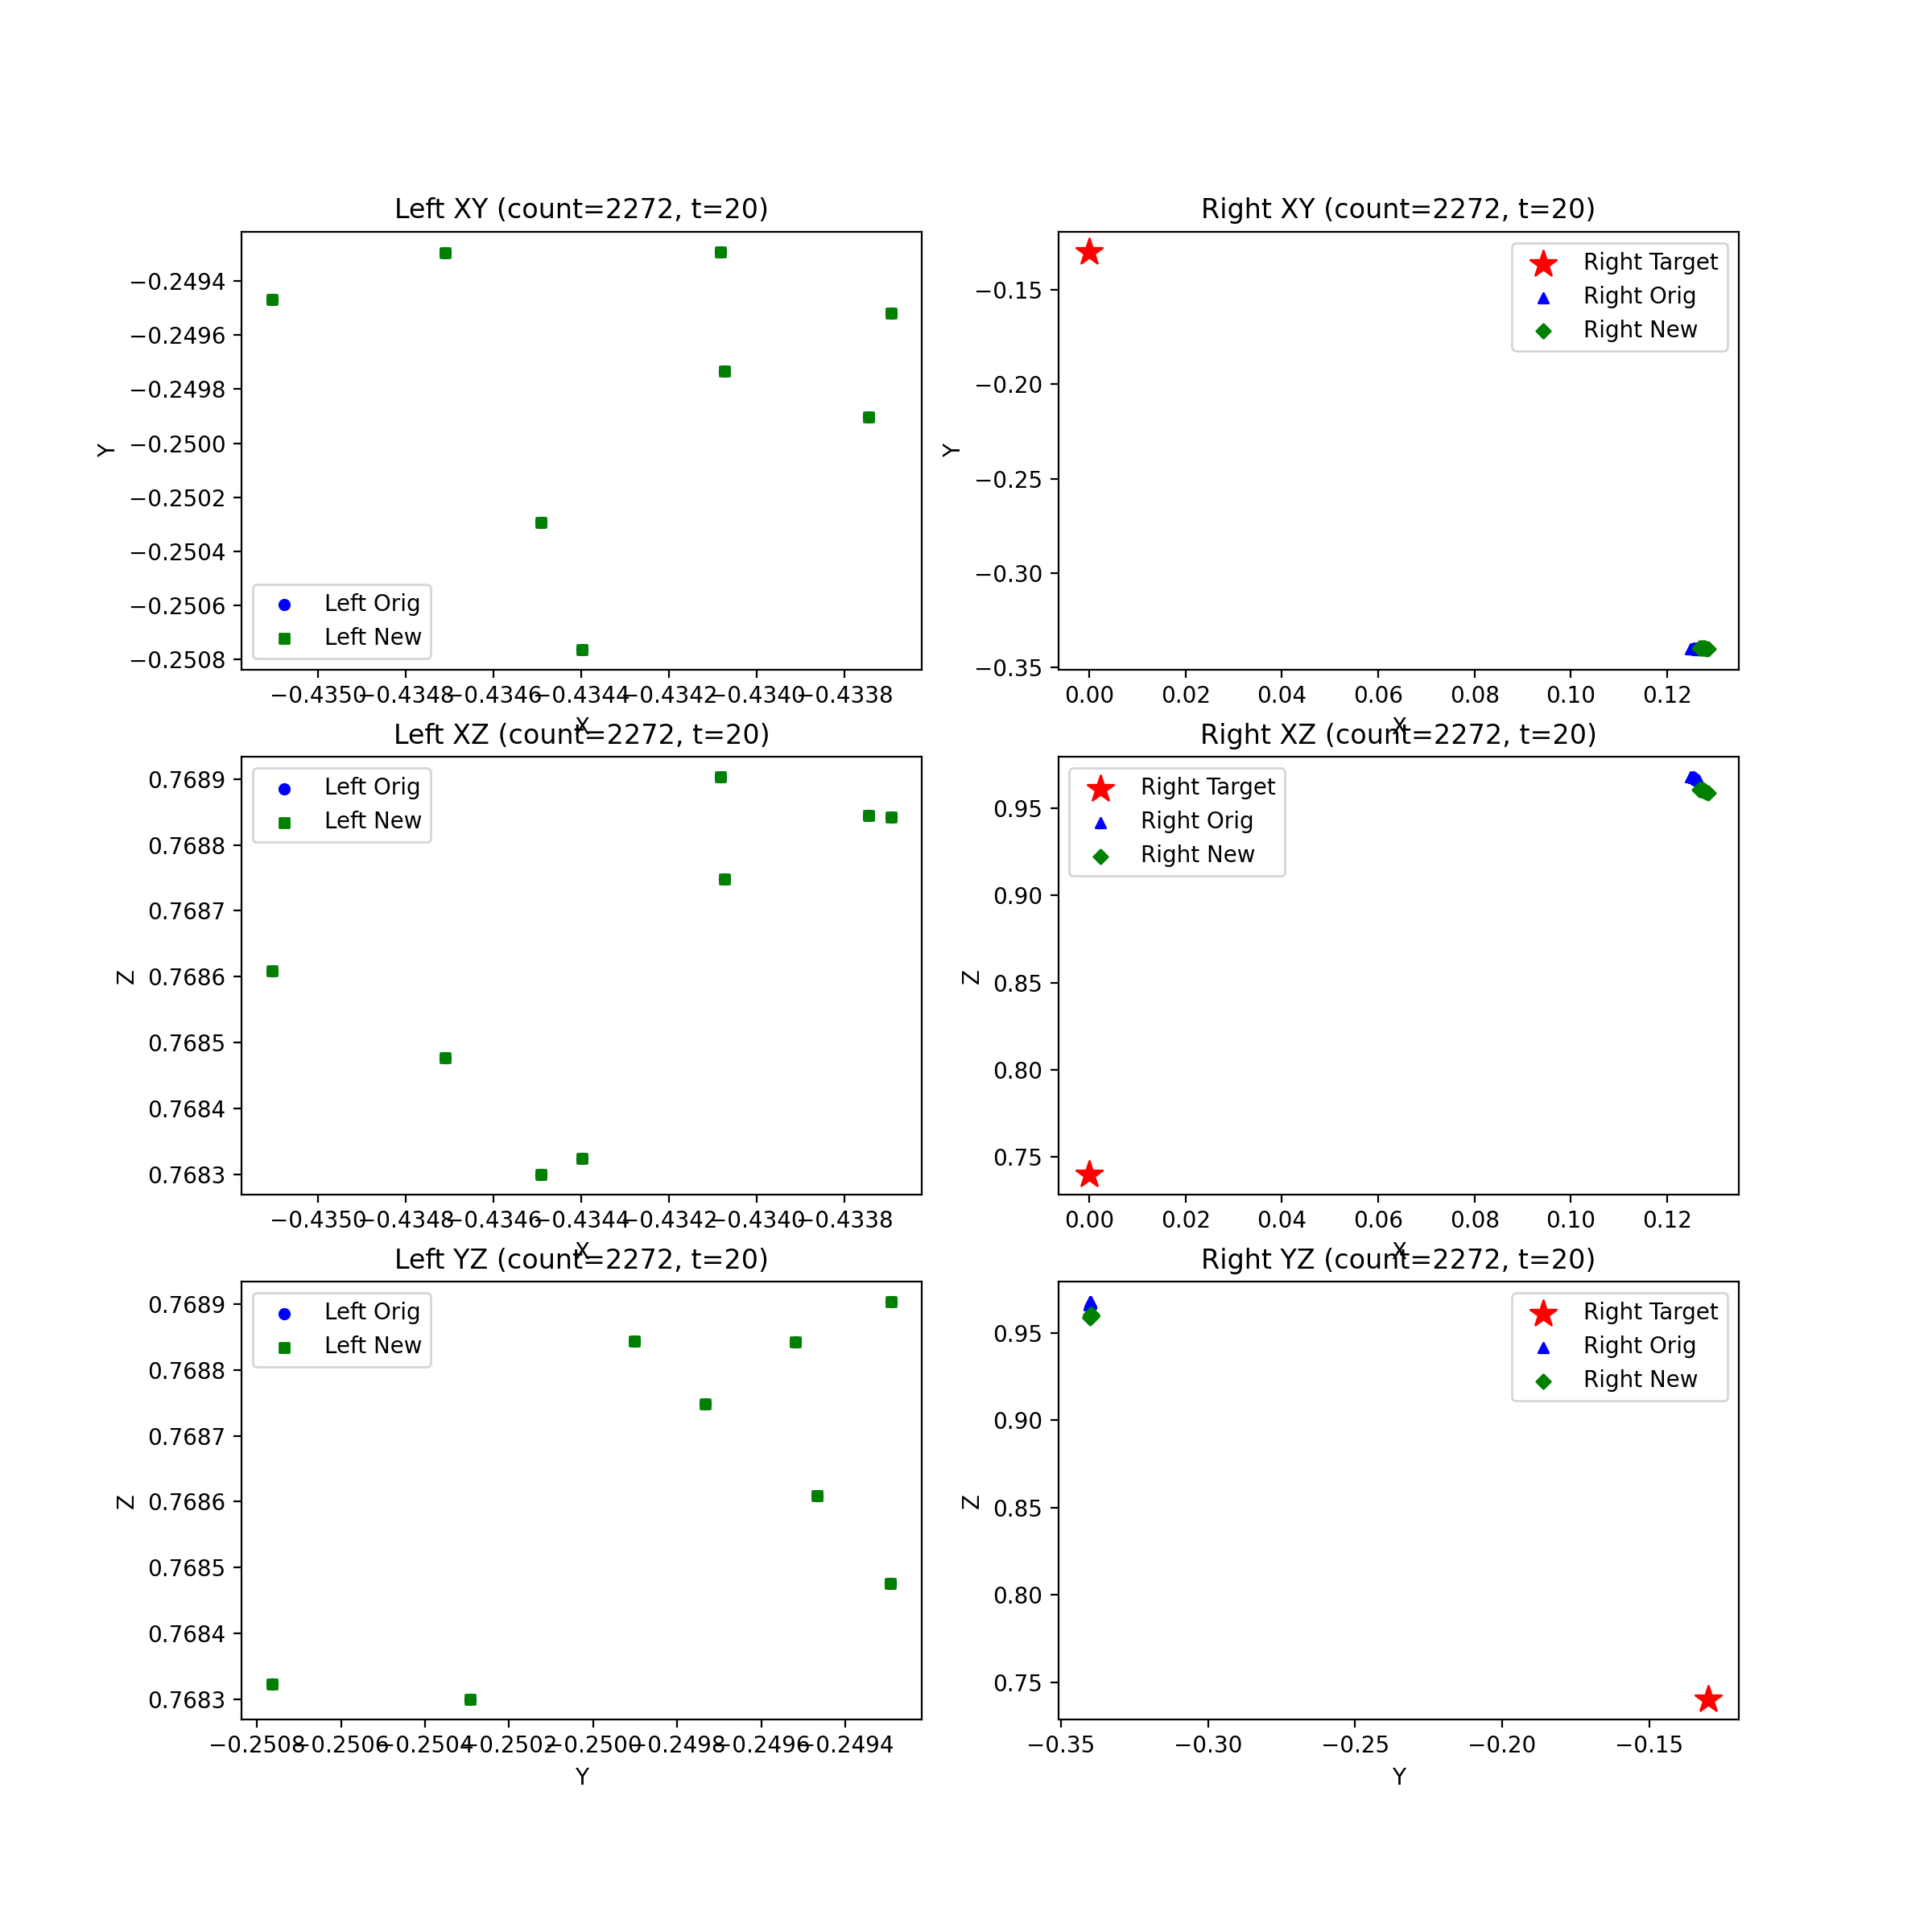 Left XY (count=2272, t=20)
Right XY (count=2272, t=20)
−0.2494
−0.2496
−0.2498
−0.2500
−0.2502
−0.2504
−0.2506
−0.2508
Y
Left Orig
Left New
−0.4350 −0.4348 −0.4346 −0.4344 −0.4342 −0.4340 −0.4338
X
−0.15
−0.20
−0.25
−0.30
−0.35
Y
Right Target
Right Orig
Right New
0.00 0.02 0.04 0.06 0.08 0.10 0.12
X
Left XZ (count=2272, t=20)
Right XZ (count=2272, t=20)
0.7689
0.7688
0.7687
0.7686
0.7685
0.7684
0.7683
Z
Left Orig
Left New
−0.4350 −0.4348 −0.4346 −0.4344 −0.4342 −0.4340 −0.4338
X
0.95
0.90
0.85
0.80
0.75
Z
Right Target
Right Orig
Right New
0.00 0.02 0.04 0.06 0.08 0.10 0.12
X
Left YZ (count=2272, t=20)
Right YZ (count=2272, t=20)
0.7689
0.7688
0.7687
0.7686
0.7685
0.7684
0.7683
Z
Left Orig
Left New
−0.2508 −0.2506 −0.2504 −0.2502 −0.2500 −0.2498 −0.2496 −0.2494
Y
0.95
0.90
0.85
0.80
0.75
Z
Right Target
Right Orig
Right New
−0.35 −0.30 −0.25 −0.20 −0.15
Y